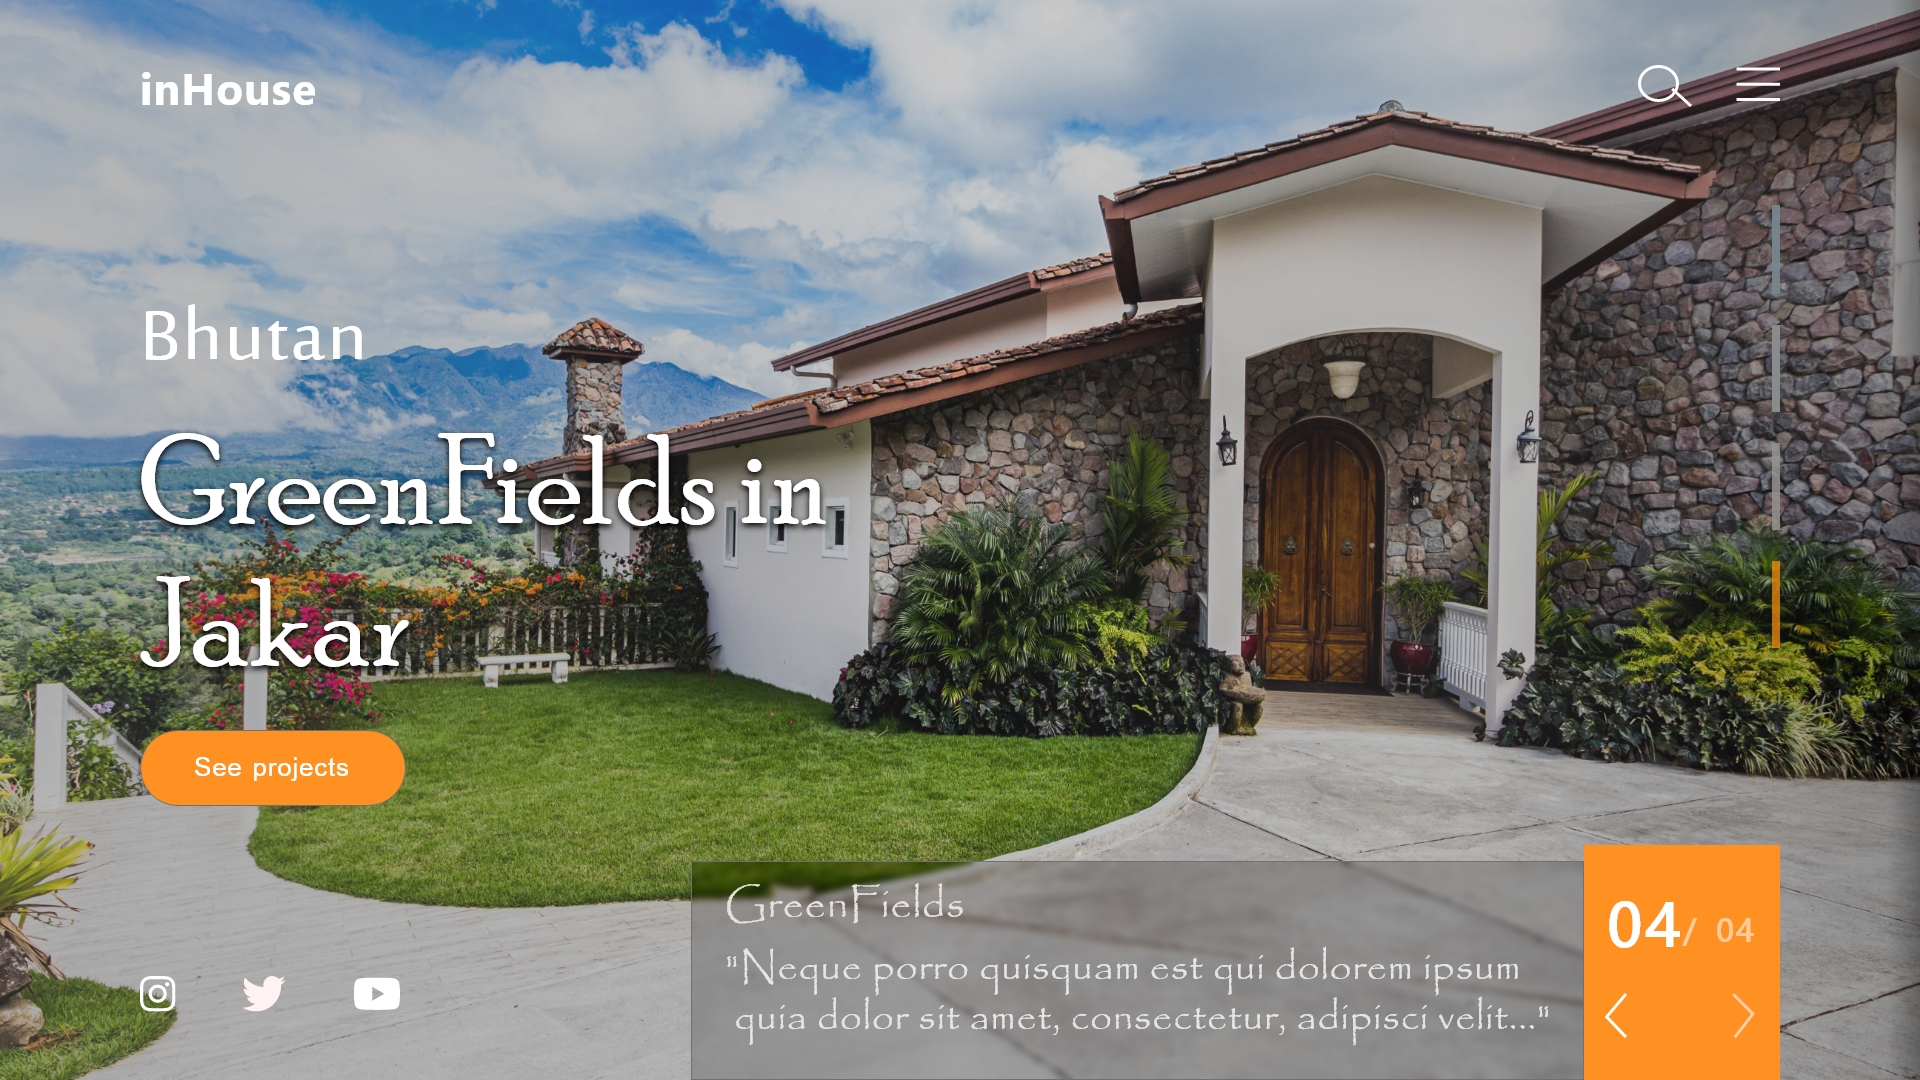 inHouse
Bhutan
GreenFields in
Jakar
See projects
GreenFields
"Neque porro quisquam est qui dolorem ipsum
quia dolor sit amet, consectetur, adipisci velit..."
04/ 04